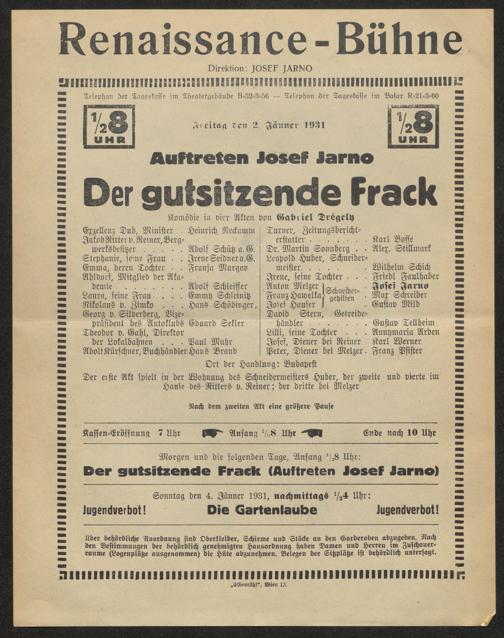 Renaissance-Bühne
Direktion: JOSEF JARNO
Telephon der Tageskasse im Theatergebäude B-32-3-56 — Telephon der Tageskasse im Basar R-21-3-60
1/2 8 UHR
Freitag den 2. Jänner 1931
1/2 8 UHR
Auftreten Josef Jarno
Der gutsitzende Frack
Komödie in vier Akten von Gabriel Drégely
Exzellenz Dub, Minister . Heinrich Neckamm
Jakob Ritter v. Reiner, Berg-
werksbesitzer . . . . . Adolf Schütz a. G.
Stephanie, seine Frau . . Irene Seidner a. G.
Emma, deren Tochter . . Franja Margov
Ahldorf, Mitglied der Aka-
demie . . . . . Adolf Schleiffer
Laura, seine Frau . . . Emmy Schleinitz
Nikolaus v. Zimko . . . Hans Schödinger,
Georg v. Silberberg, Vize-
präsident des Autoklubs Eduard Sekler
Theodor v. Gahl, Direktor
der Lokalbahnen . . Paul Mahr
Adolf Kürschner, Buchhändler Hans Brand
Turner, Zeitungsbericht-
erstatter . . . . . Karl Bosse
Dr. Martin Sonnberg . . Alex. Stillmark
Leopold Huber, Schneider-
meister . . . . . Wilhelm Schich
Irene, seine Tochter . . Friedl Faulhaber
Anton Melzer Schneider- Josef Jarno
Franz Hawelka gehilfen . Max Schreiber
Josef Hauser Gustav Mild
David Stern, Getreide-
händler . . . . . Gustav Dellheim
Lilli, seine Tochter . . Annymaria Arden
Josef, Diener bei Reiner . Karl Werner
Peter, Diener bei Melzer . Franz Pfister
Ort der Handlung: Budapest
Der erste Akt spielt in der Wohnung des Schneidermeisters Huber, der zweite und vierte im
Hause des Ritters v. Reiner; der dritte bei Melzer
Nach dem zweiten Akt eine größere Pause
Kassen-Eröffnung 7 Uhr Anfang 1/2 8 Uhr Ende nach 10 Uhr
Morgen und die folgenden Tage, Anfang 1/2 8 Uhr:
Der gutsitzende Frack (Auftreten Josef Jarno)
Sonntag den 4. Jänner 1931, nachmittags 1/2 4 Uhr:
Jugendverbot! Die Gartenlaube Jugendverbot!
Über behördliche Anordnung sind Oberkleider, Schirme und Stöcke an den Garderoben abzugeben. Nach
den Bestimmungen der behördlich genehmigten Hausordnung haben Damen und Herren im Zuschauer-
raume (Logenplätze ausgenommen) die Hüte abzunehmen. Belegen der Sitzplätze ist behördlich untersagt.
Wien IX.